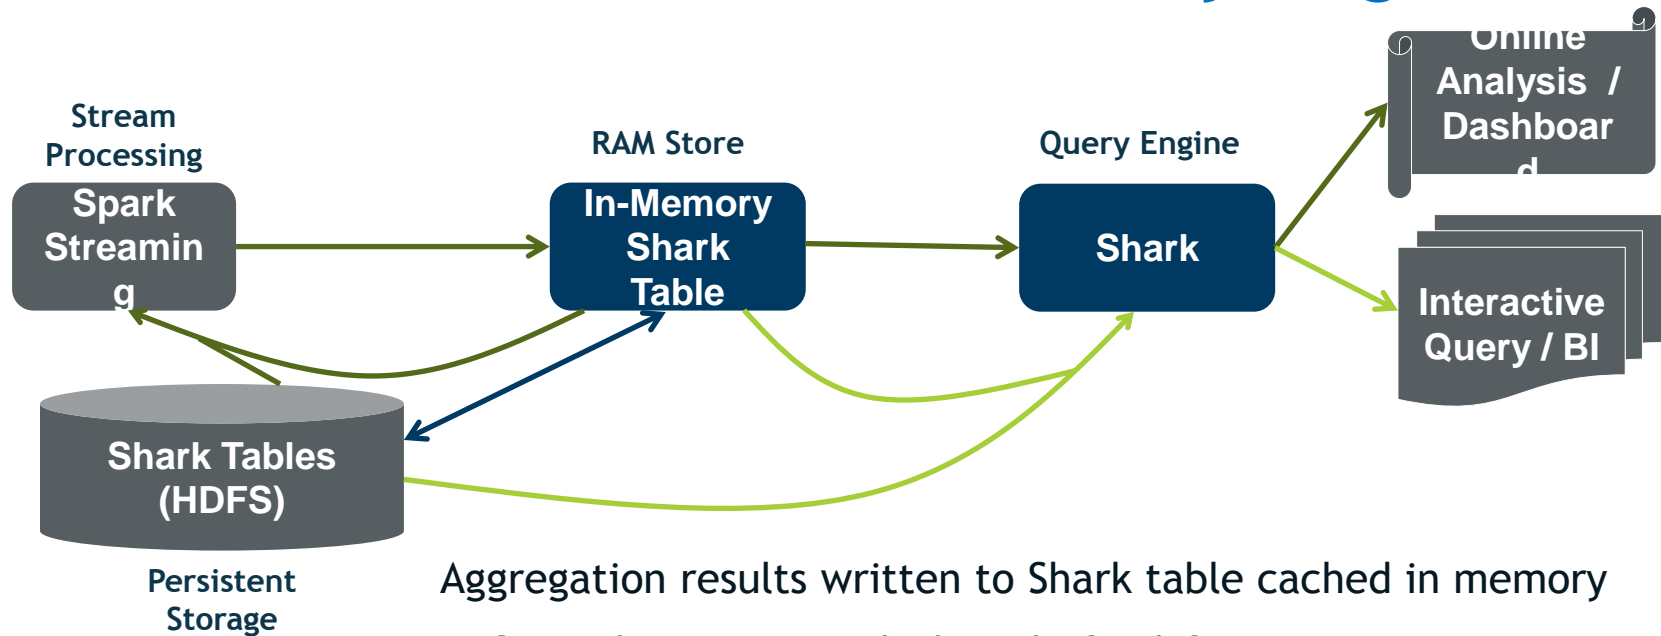 Online
Analysis /
Dashboar
d
Stream
Processing
RAM Store
Query Engine
Spark
Streamin
g
In-Memory
Shark
Table
Shark
Interactive
Query / BI
Shark Tables
(HDFS)
Persistent
Storage
Aggregation results written to Shark table cached in memory